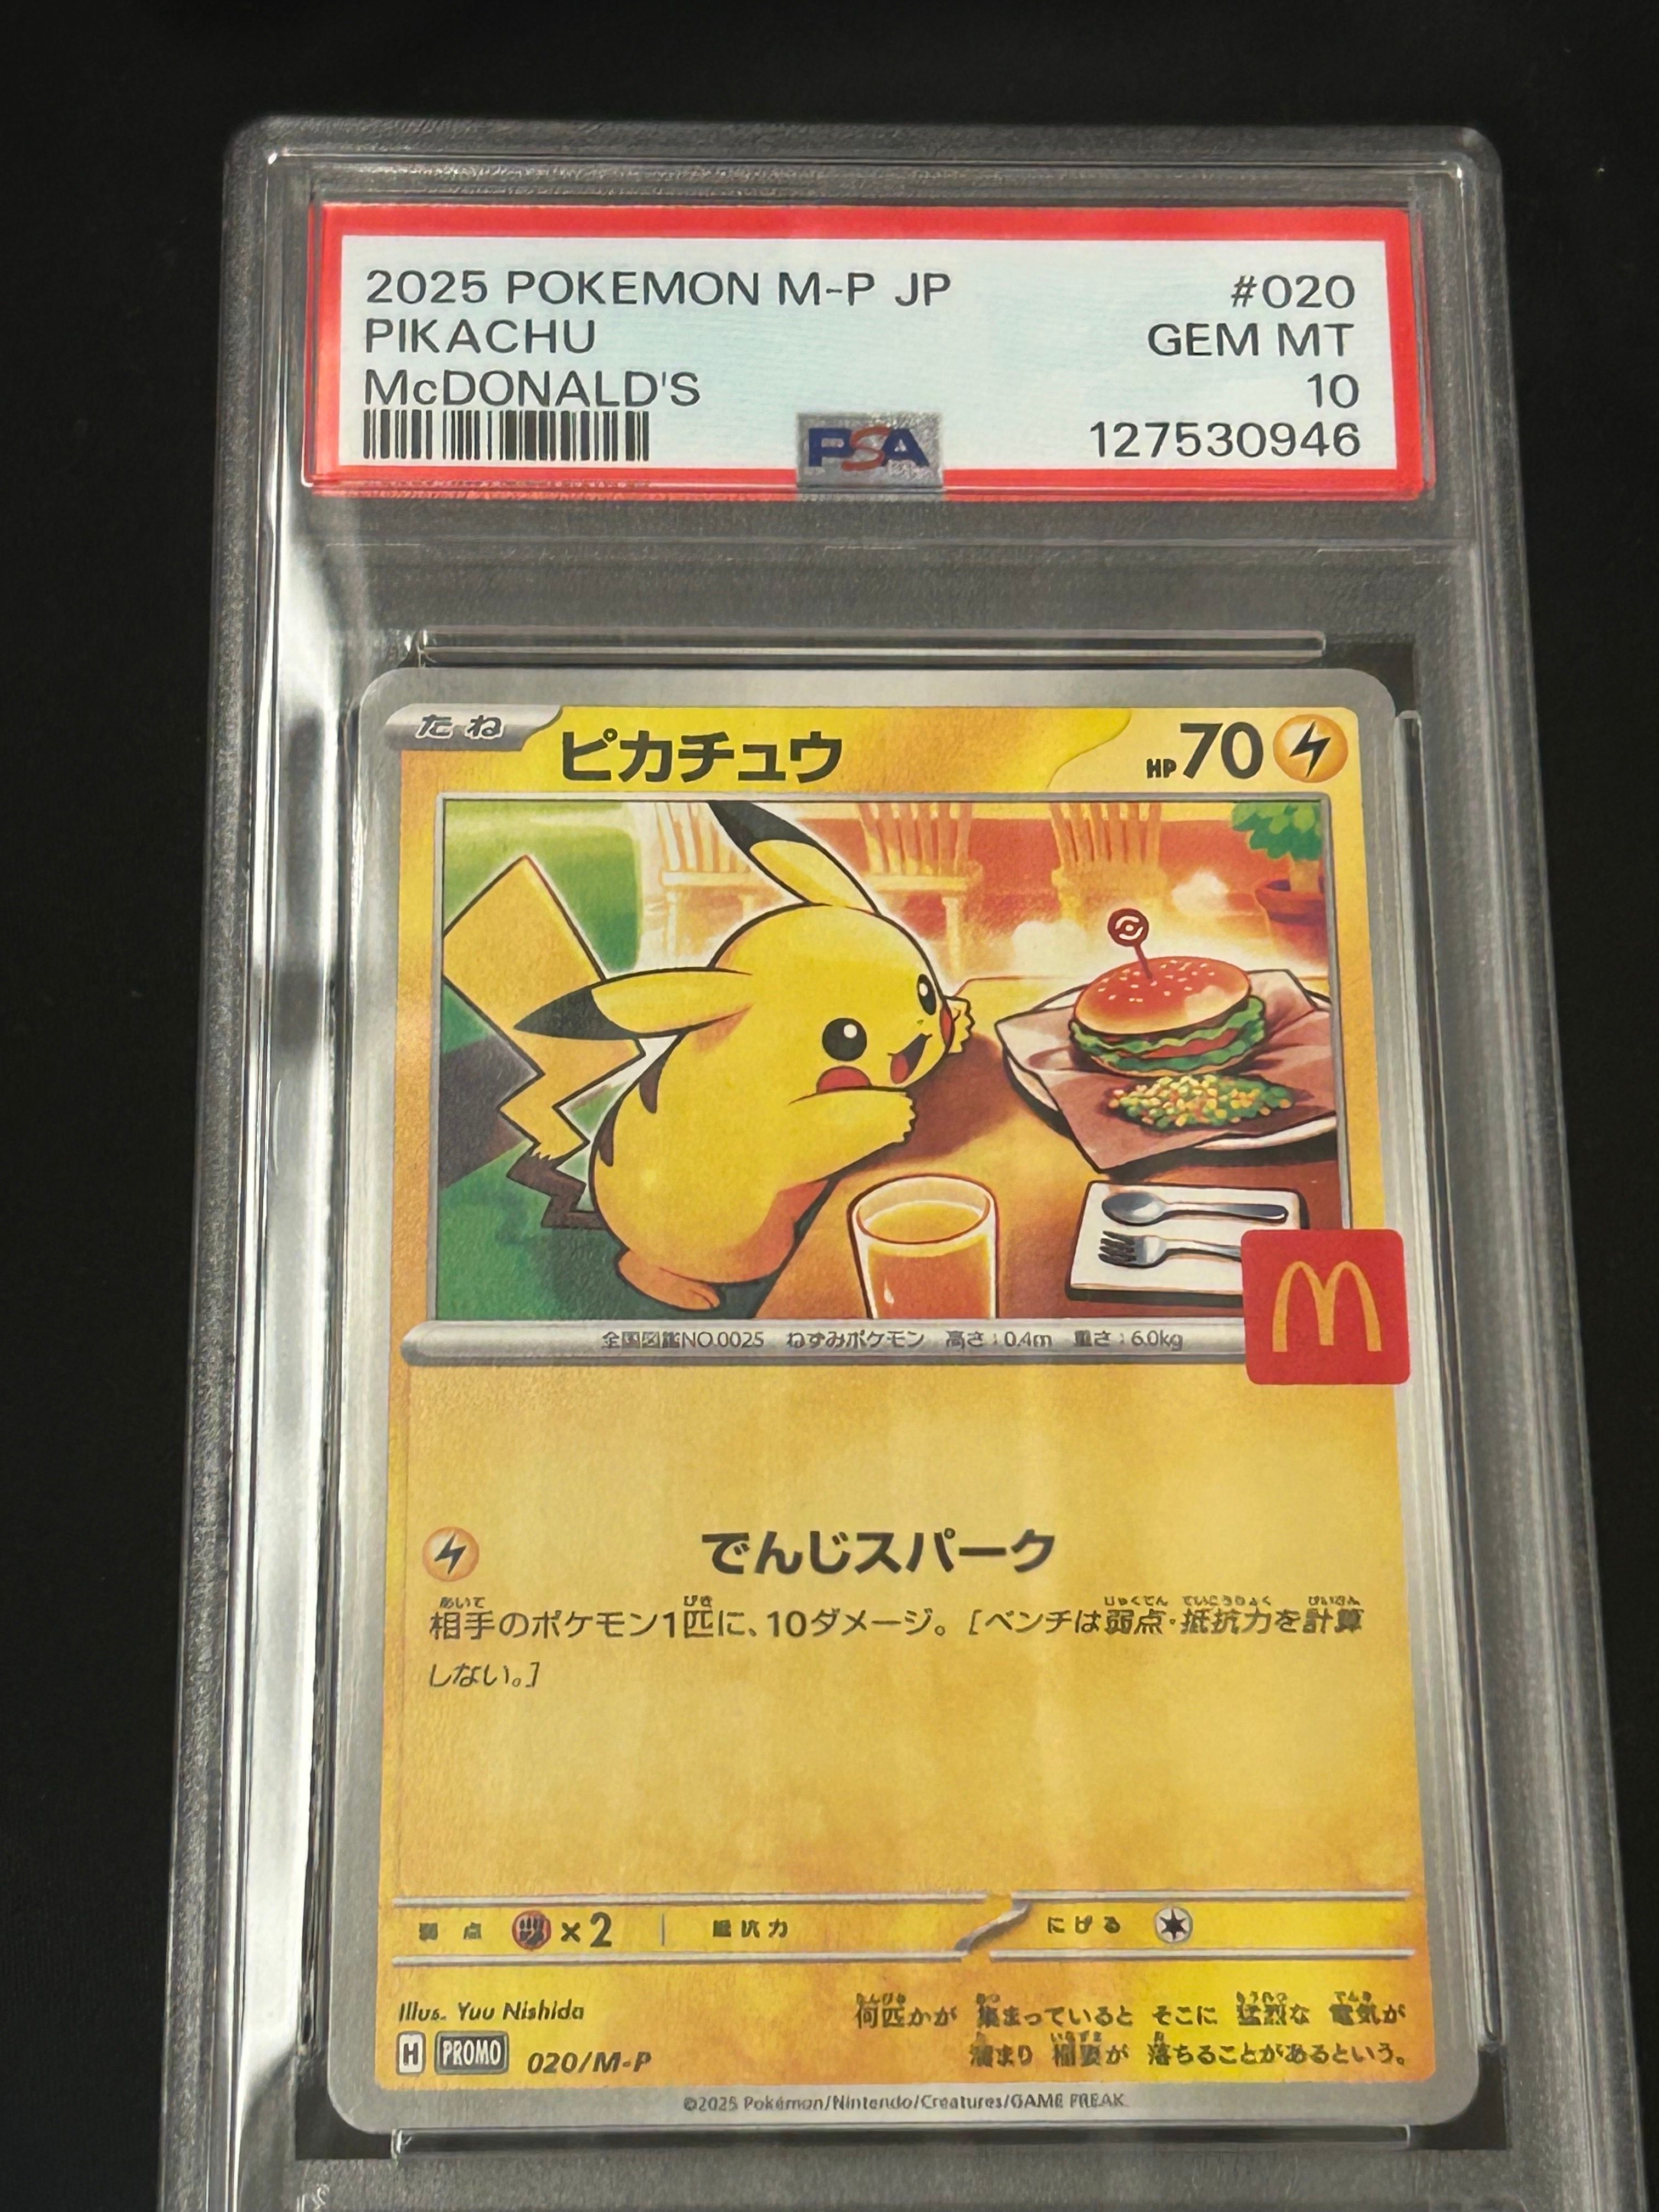 2025 POKEMON M-P JP #020
PIKACHU GEM MT
McDONALD'S 10
PSA 127530946
たね ピカチュウ HP70
全国図鑑NO.0025 ねずみポケモン 高さ:0.4m 重さ:6.0kg
でんじスパーク
相手のポケモン1匹に、10ダメージ。[ベンチは弱点・抵抗力を計算
しない。]
弱点 ×2 抵抗力 にげる
Illus. Yuu Nishida
何匹かが 集まっていると そこに 猛烈な 電気が
H PROMO 020/M-P
溜まり 稲妻が 落ちることがあるという。
©2025 Pokémon/Nintendo/Creatures/GAME FREAK